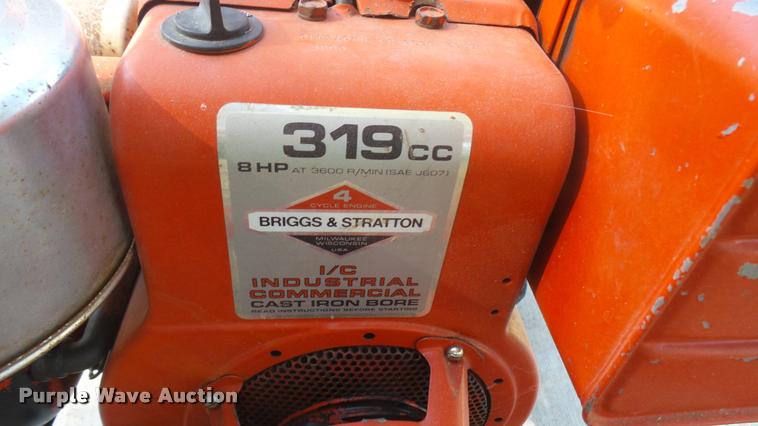 319cc
8 HP AT 3600 R/MIN (SAE J607)
4
CYCLE ENGINE
BRIGGS & STRATTON
MILWAUKEE
WISCONSIN
USA
I/C
INDUSTRIAL
COMMERCIAL
CAST IRON BORE
READ INSTRUCTIONS BEFORE STARTING
Purple Wave Auction